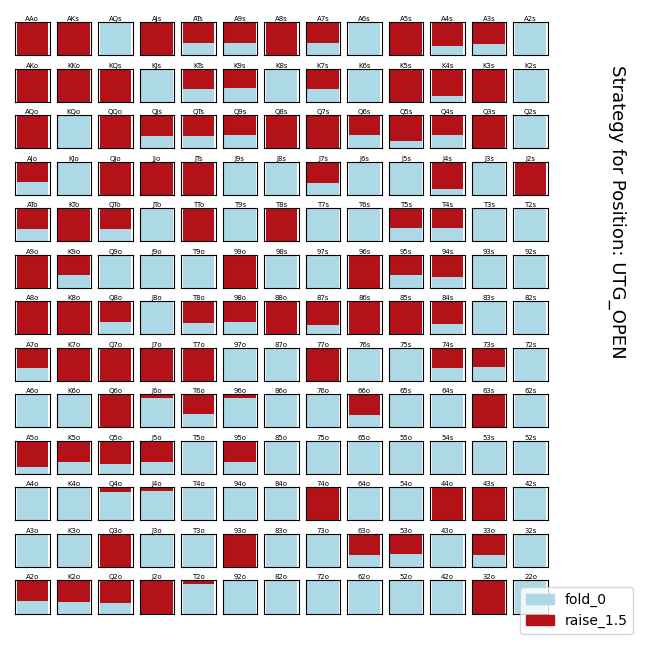 AAo AKs AQs AJs ATs A9s A8s A7s A6s A5s A4s A3s A2s
AKo KKo KQs KJs KTs K9s K8s K7s K6s K5s K4s K3s K2s
AQo KQo QQo QJs QTs Q9s Q8s Q7s Q6s Q5s Q4s Q3s Q2s
AJo KJo QJo JJo JTs J9s J8s J7s J6s J5s J4s J3s J2s
ATo KTo QTo JTo TTo T9s T8s T7s T6s T5s T4s T3s T2s
A9o K9o Q9o J9o T9o 99o 98s 97s 96s 95s 94s 93s 92s
A8o K8o Q8o J8o T8o 98o 88o 87s 86s 85s 84s 83s 82s
A7o K7o Q7o J7o T7o 97o 87o 77o 76s 75s 74s 73s 72s
A6o K6o Q6o J6o T6o 96o 86o 76o 66o 65s 64s 63s 62s
A5o K5o Q5o J5o T5o 95o 85o 75o 65o 55o 54s 53s 52s
A4o K4o Q4o J4o T4o 94o 84o 74o 64o 54o 44o 43s 42s
A3o K3o Q3o J3o T3o 93o 83o 73o 63o 53o 43o 33o 32s
A2o K2o Q2o J2o T2o 92o 82o 72o 62o 52o 42o 32o 22o
Strategy for Position: UTG_OPEN
fold_0
raise_1.5